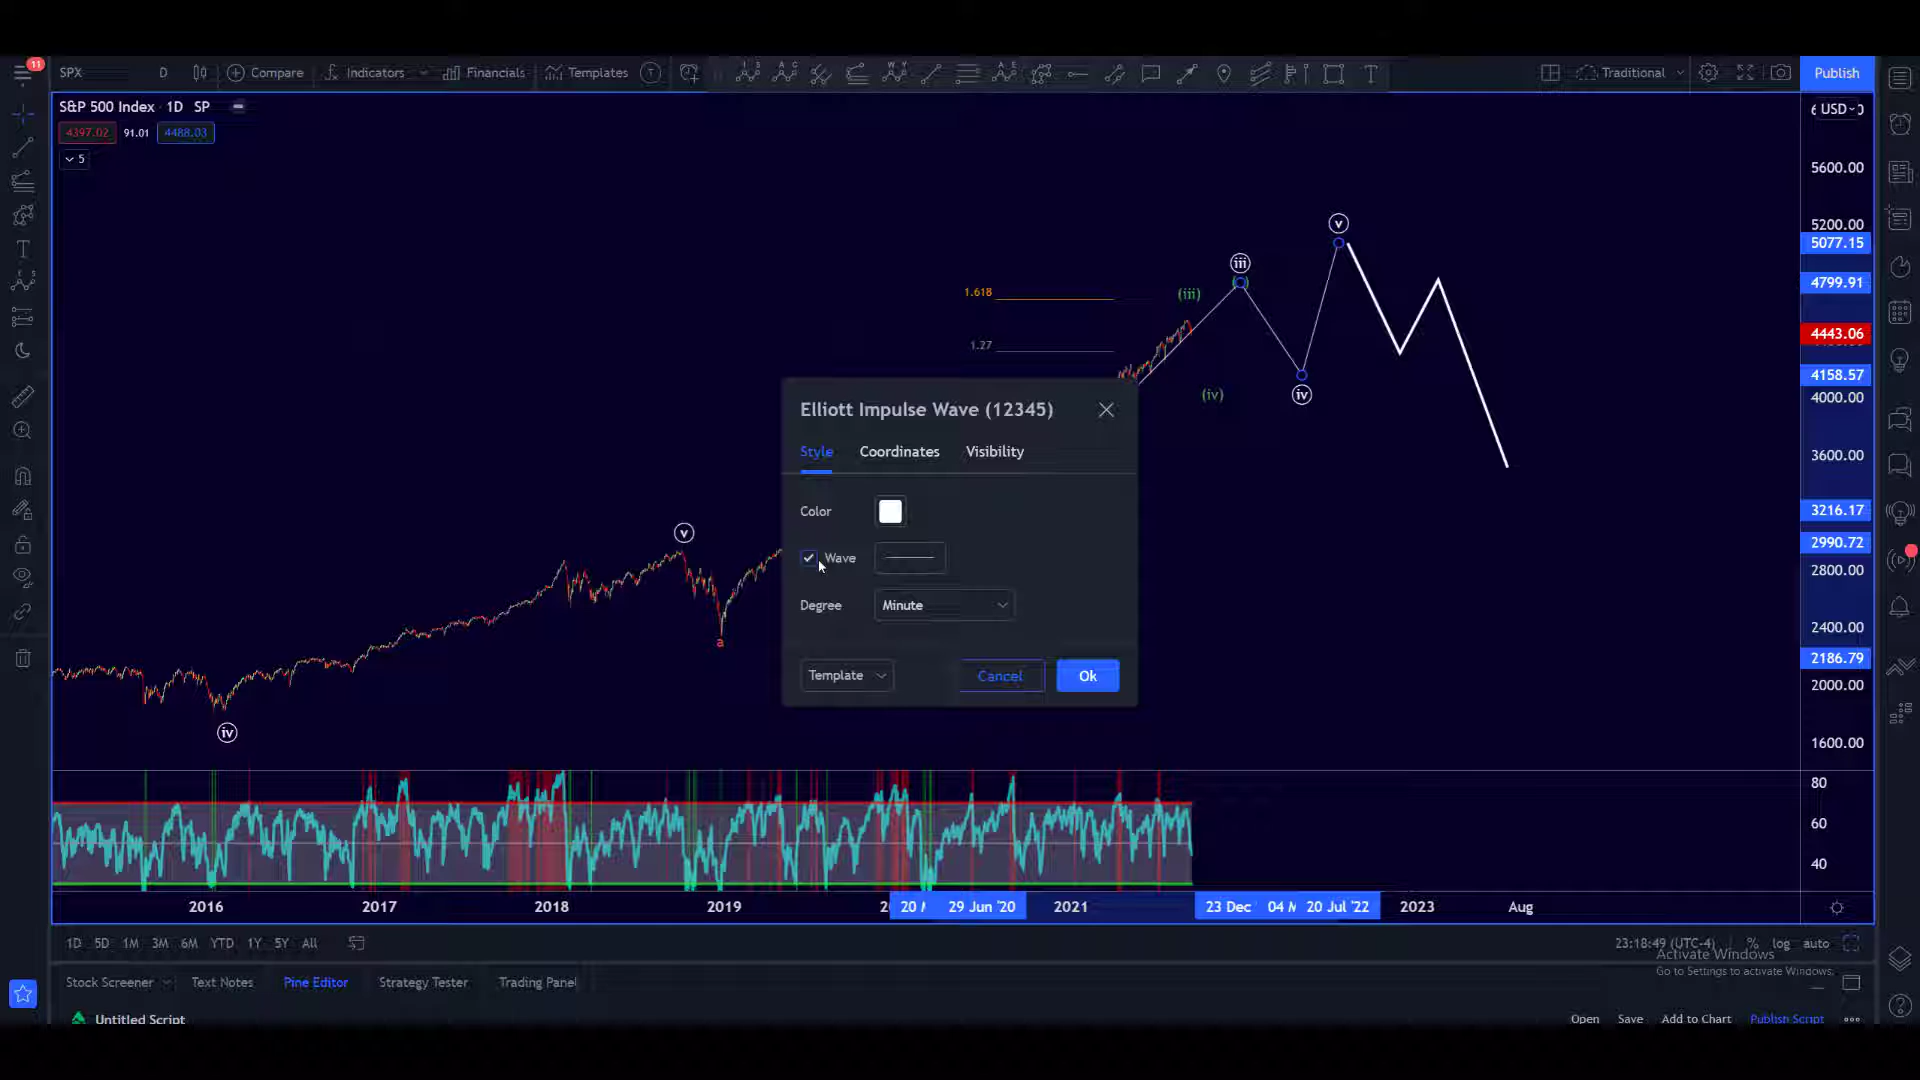 11
SPX D Compare Indicators Financials Templates Traditional Publish
S&P 500 Index 1D SP
4397.02 91.01 4488.03
5
USD
5600.00
5200.00
5077.15
4799.91
4443.06
4158.57
4000.00
3600.00
3216.17
2990.72
2800.00
2400.00
2186.79
2000.00
1600.00
80
60
40
v
iii
1.618
(iii)
1.27
(iv)
iv
v
a
iv
Elliott Impulse Wave (12345)
Style Coordinates Visibility
Color
Wave
Degree Minute
Template Cancel Ok
2016 2017 2018 2019 29 Jun '20 2021 23 Dec 04 M 20 Jul '22 2023 Aug
1D 5D 1M 3M 6M YTD 1Y 5Y All 23:18:49 (UTC-4) % log auto
Activate Windows
Go to Settings to activate Windows.
Stock Screener Text Notes Pine Editor Strategy Tester Trading Panel
Untitled Script Open Save Add to Chart Publish Script